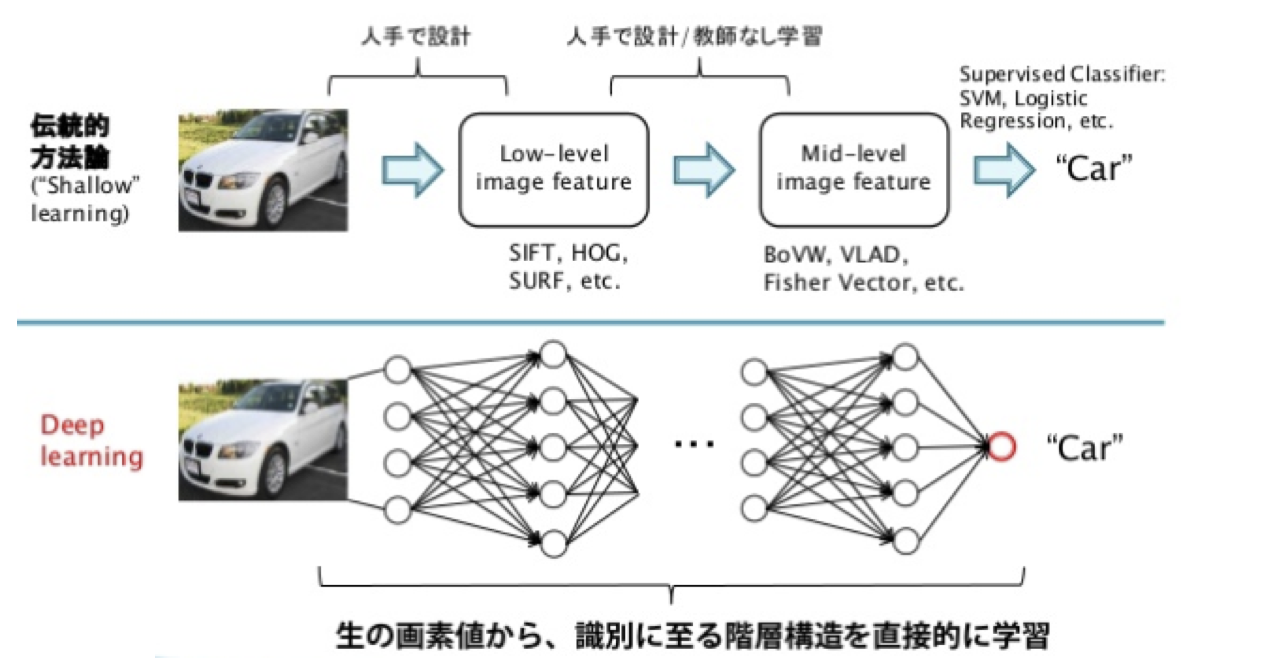 人手で設計
人手で設計/教師なし学習
Supervised Classifier:
SVM, Logistic
Regression, etc.
伝統的
方法論
("Shallow"
learning)
Low-level
image feature
Mid-level
image feature
“Car”
SIFT, HOG,
SURF, etc.
BoVW, VLAD,
Fisher Vector, etc.
Deep
learning
...
“Car”
生の画素値から、識別に至る階層構造を直接的に学習